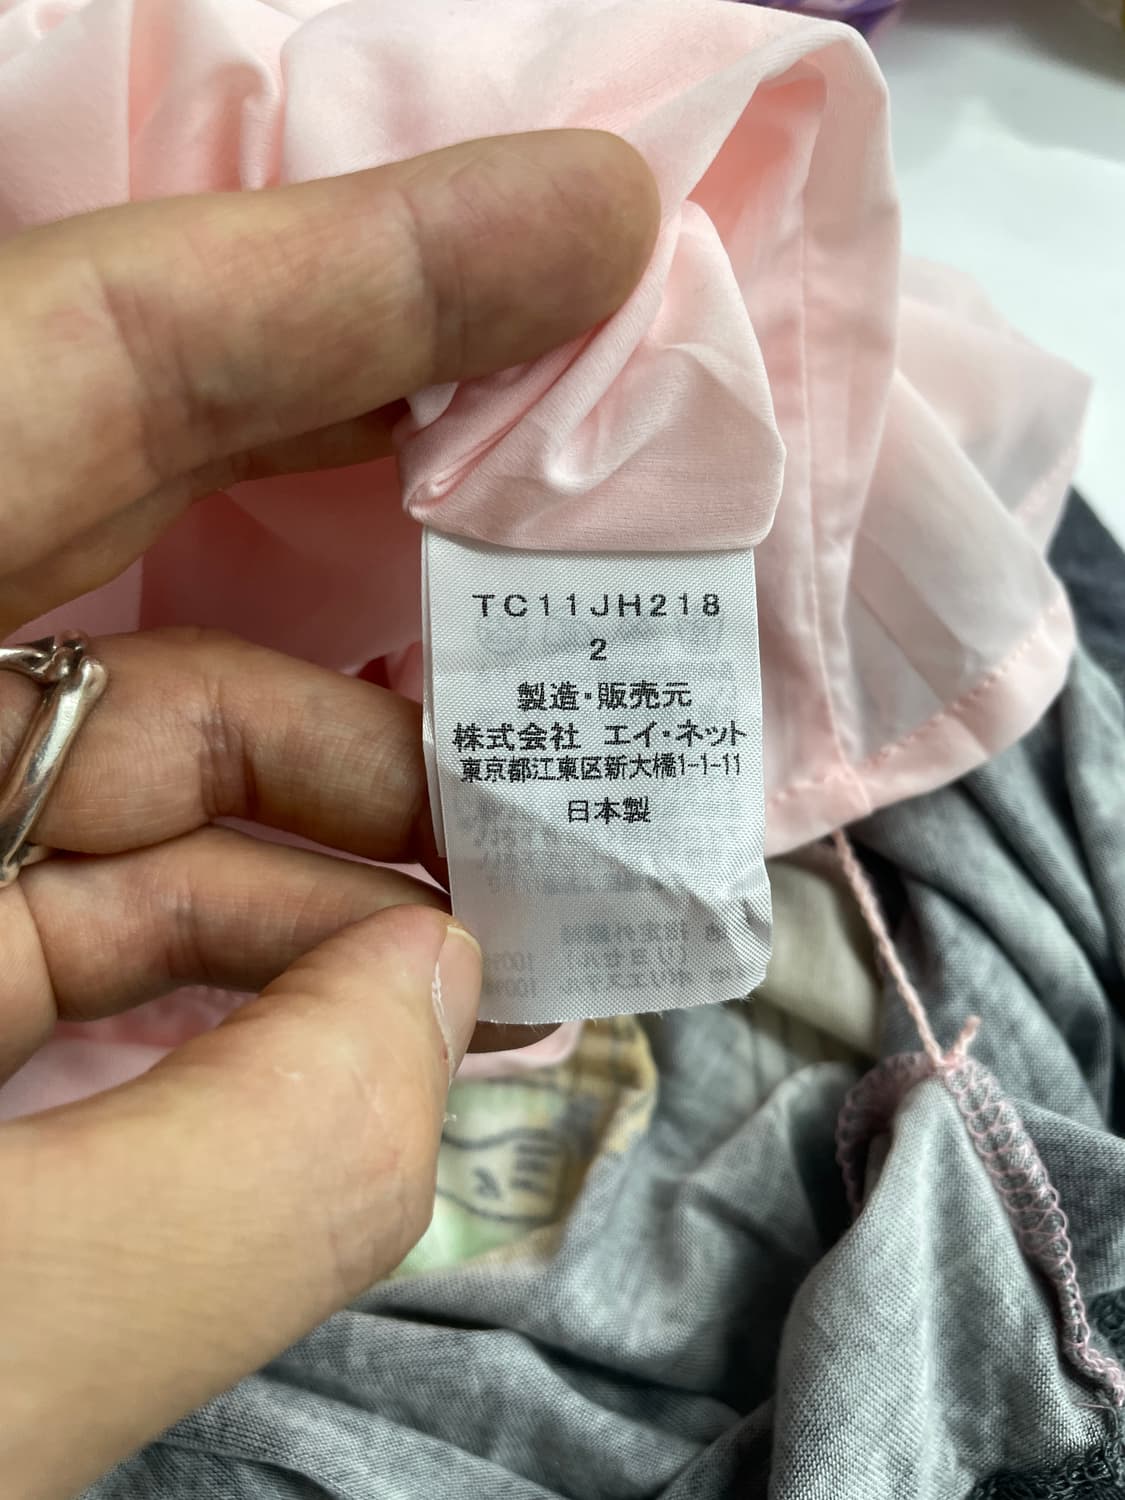 TC11JH218
2
製造・販売元
株式会社 エイ・ネット
東京都江東区新大橋1-1-11
日本製